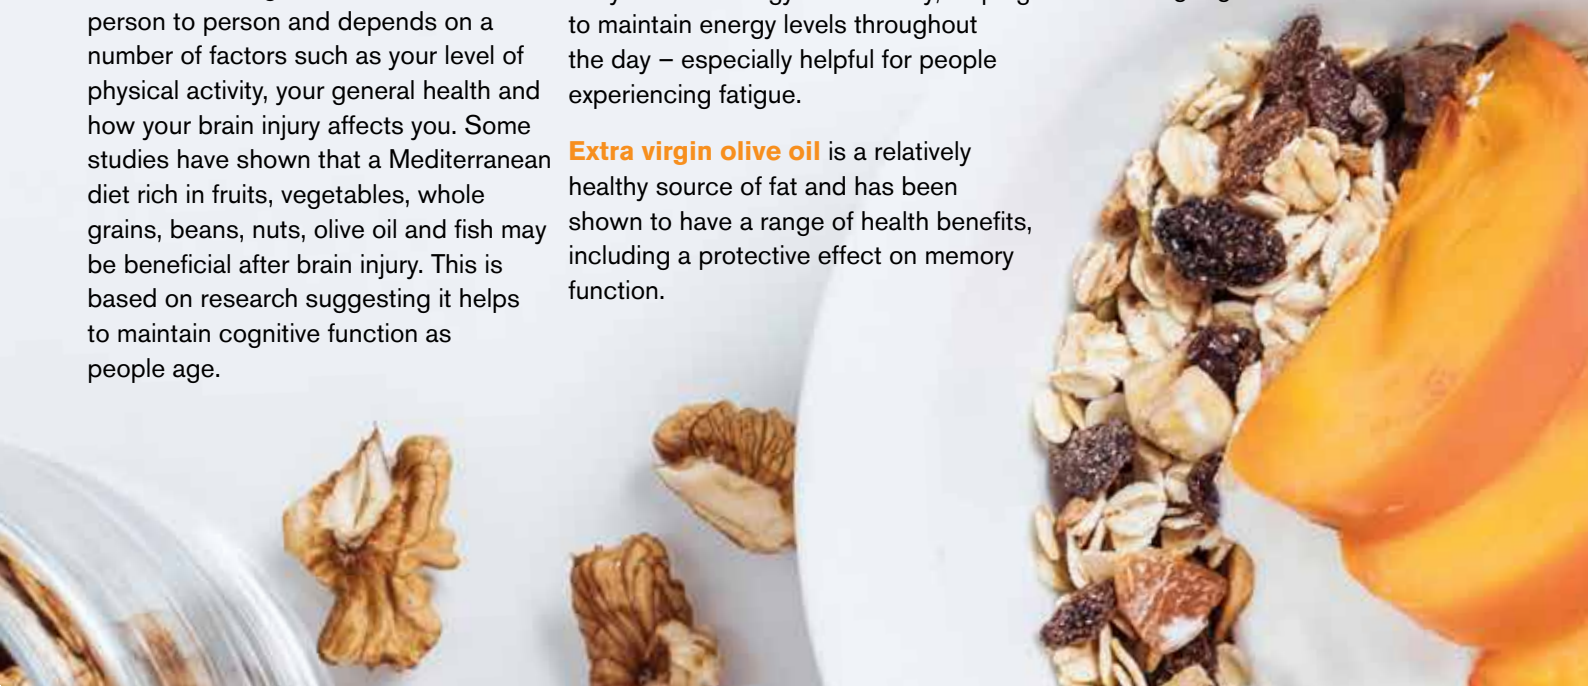 person to person and depends on a
number of factors such as your level of
physical activity, your general health and
how your brain injury affects you. Some
studies have shown that a Mediterranean
diet rich in fruits, vegetables, whole
grains, beans, nuts, olive oil and fish may
be beneficial after brain injury. This is
based on research suggesting it helps
to maintain cognitive function as
people age.
to maintain energy levels throughout
the day – especially helpful for people
experiencing fatigue.
Extra virgin olive oil is a relatively
healthy source of fat and has been
shown to have a range of health benefits,
including a protective effect on memory
function.